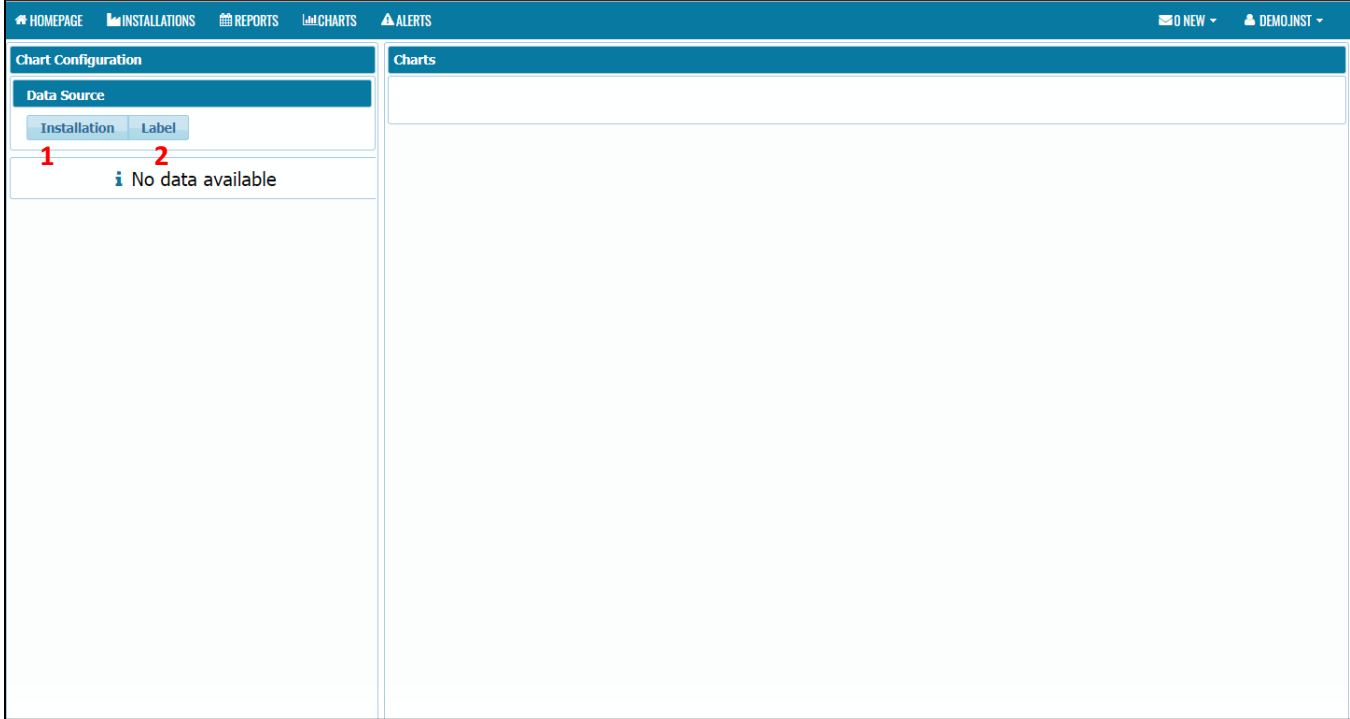 HOMEPAGE INSTALLATIONS REPORTS CHARTS ALERTS 0 NEW DEMO.INST
Chart Configuration
Data Source
Installation Label
1 2
i No data available
Charts